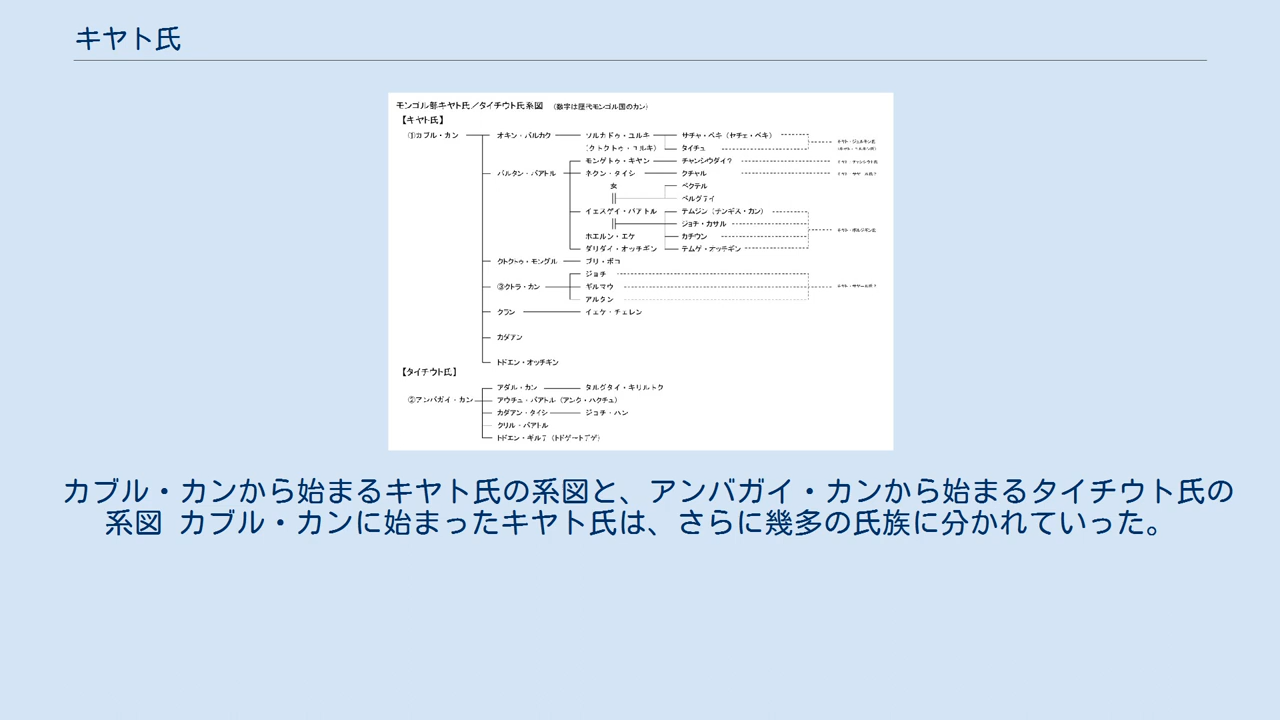 キヤト氏
モンゴル部キヤト氏／タイチウト氏系図　(数字は歴代モンゴル国のカン)
【キヤト氏】
①カブル・カン　オキン・バルカク　ソルカトゥ・ユルキ　サチャ・ベキ（セチェ・ベキ）
(クトクトゥ・ユルキ)　タイチュ
モンゲトゥ・キヤン　チャンシウダイ
バルタン・バアトル　ネクン・タイシ　クチャル
女　ベクテル
ベルグテイ
イェスゲイ・バアトル　テムジン（チンギス・カン）
ジョチ・カサル
ホエルン・エケ　カチウン
ダリダイ・オッチギン　テムゲ・オッチギン
クトクトゥ・モングル　ブリ・ボコ
ジョチ
③クトラ・カン　ギルマウ
アルタン
クラン　イェケ・チェレン
カダアン
トドエン・オッチギン
【タイチウト氏】
アダル・カン　タルグタイ・キリルトク
②アンバガイ・カン　アウチュ・バアトル（アンク・ハクチュ）
カダアン・タイシ　ジョチ・ハン
クリル・バアトル
トドエン・ギルテ
カブル・カンから始まるキヤト氏の系図と、アンバガイ・カンから始まるタイチウト氏の
系図 カブル・カンに始まったキヤト氏は、さらに幾多の氏族に分かれていった。